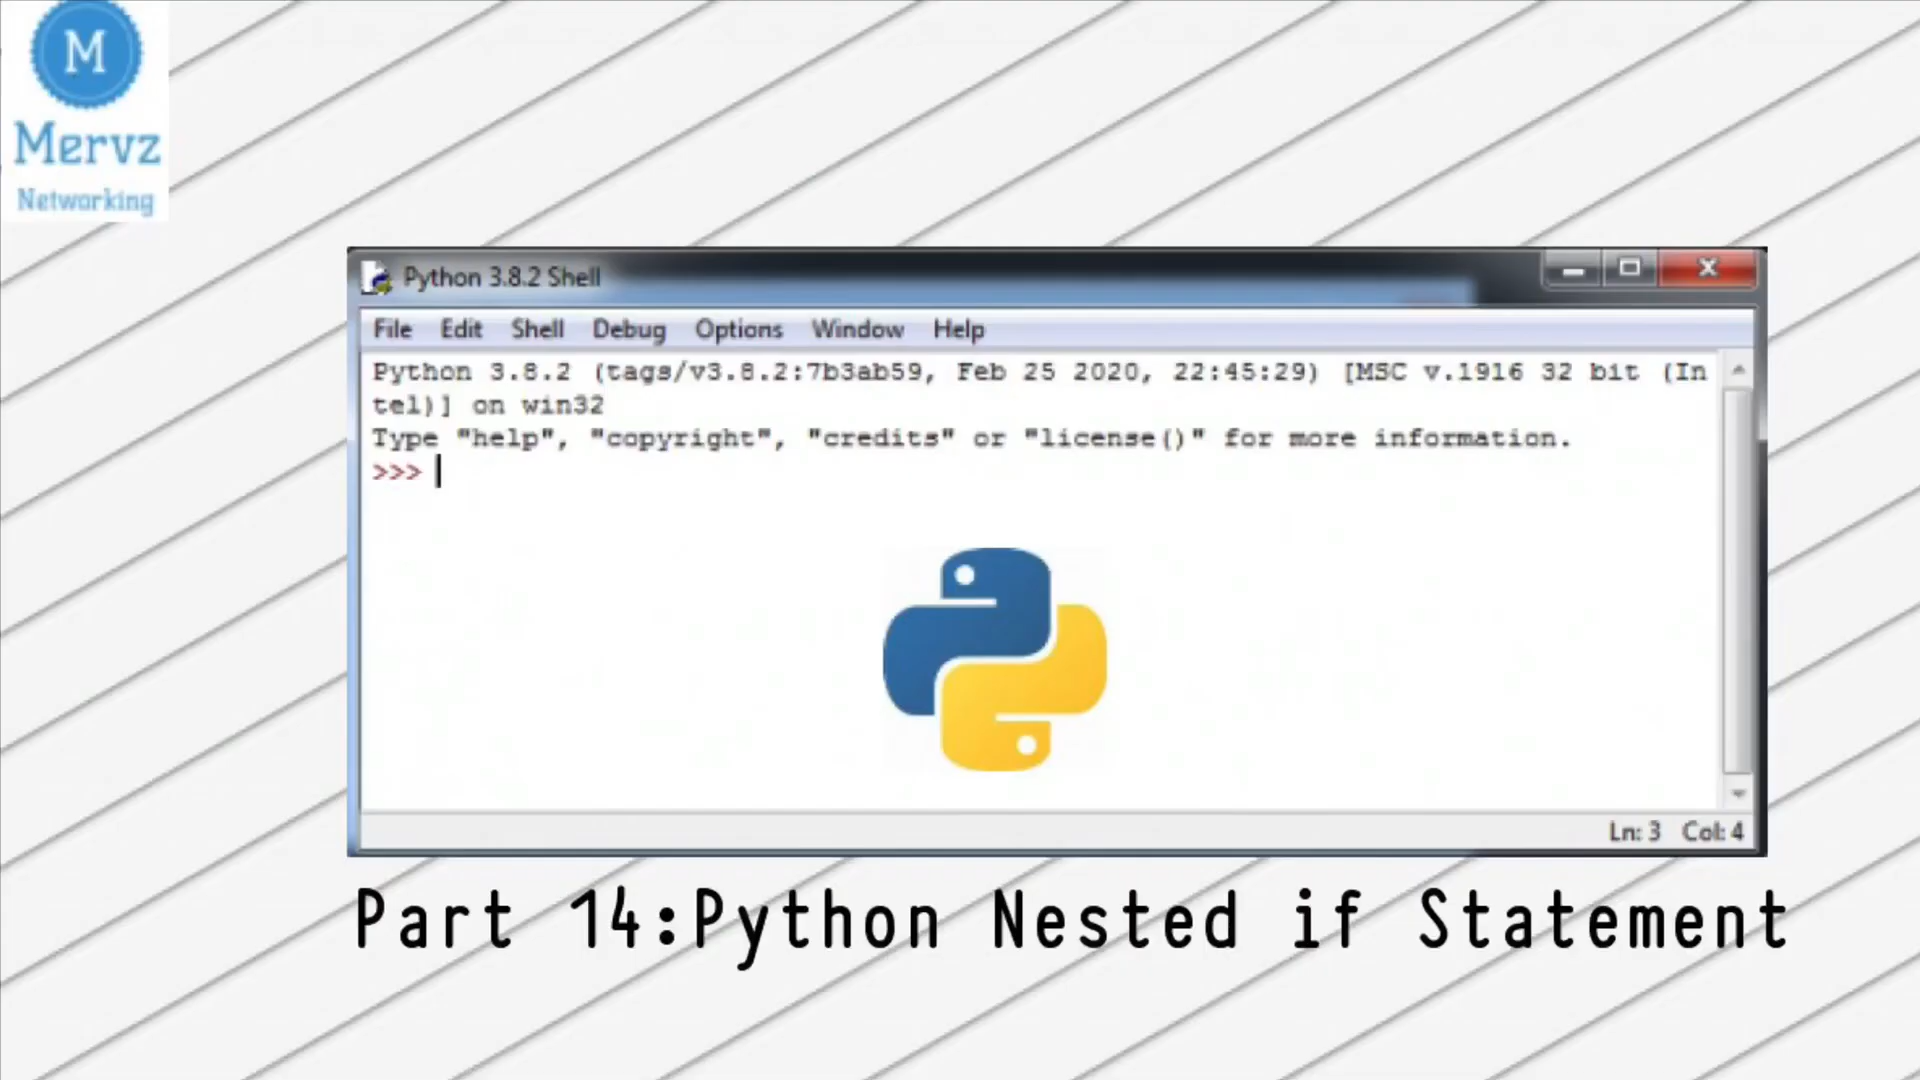 M
Mervz
Networking
Python 3.8.2 Shell
File Edit Shell Debug Options Window Help
Python 3.8.2 (tags/v3.8.2:7b3ab59, Feb 25 2020, 22:45:29) [MSC v.1916 32 bit (In
tel)] on win32
Type "help", "copyright", "credits" or "license()" for more information.
>>>
Ln: 3 Col: 4
Part 14:Python Nested if Statement